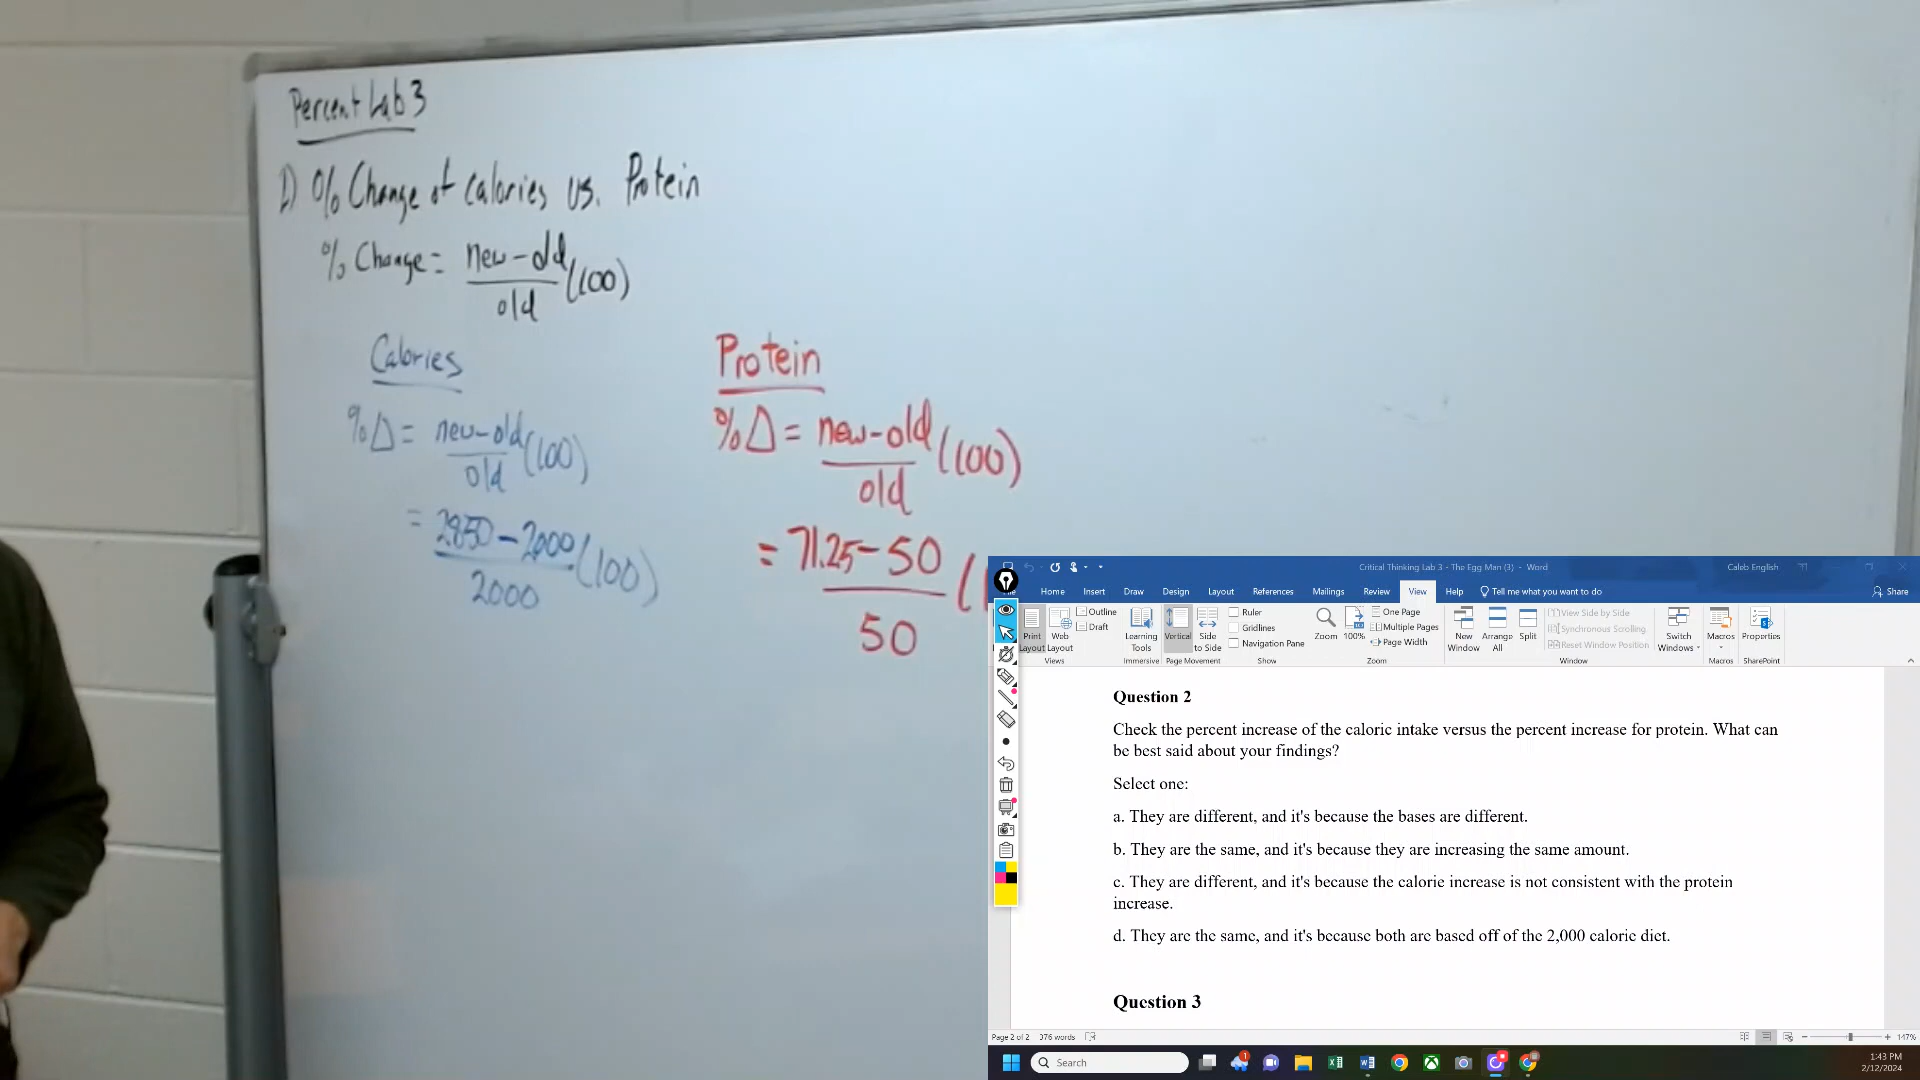 Percent Lab 3
% Change of Calories vs. Protein
% Change = new-old/old (100)
Calories
%Δ = new-old/old (100)
= 2850-2000/2000 (100)
Protein
%Δ = new-old/old (100)
= 71.25-50/50 (
Critical Thinking Lab 3 - The Egg Man (3) - Word
Caleb English
Home Insert Draw Design Layout References Mailings Review View Help Tell me what you want to do Share
Print Layout
Web Layout
Outline
Draft
Views
Learning Tools
Immersive
Vertical
Side to Side
Page Movement
Ruler
Gridlines
Navigation Pane
Show
Zoom
100%
One Page
Multiple Pages
Page Width
Zoom
New Window
Arrange All
Split
View Side by Side
Synchronous Scrolling
Reset Window Position
Window
Switch Windows
Macros
Macros
Properties
SharePoint
Question 2
Check the percent increase of the caloric intake versus the percent increase for protein. What can
be best said about your findings?
Select one:
a. They are different, and it's because the bases are different.
b. They are the same, and it's because they are increasing the same amount.
c. They are different, and it's because the calorie increase is not consistent with the protein
increase.
d. They are the same, and it's because both are based off of the 2,000 calorie diet.
Question 3
Page 2 of 2 376 words
147%
Search
1:43 PM
2/12/2024